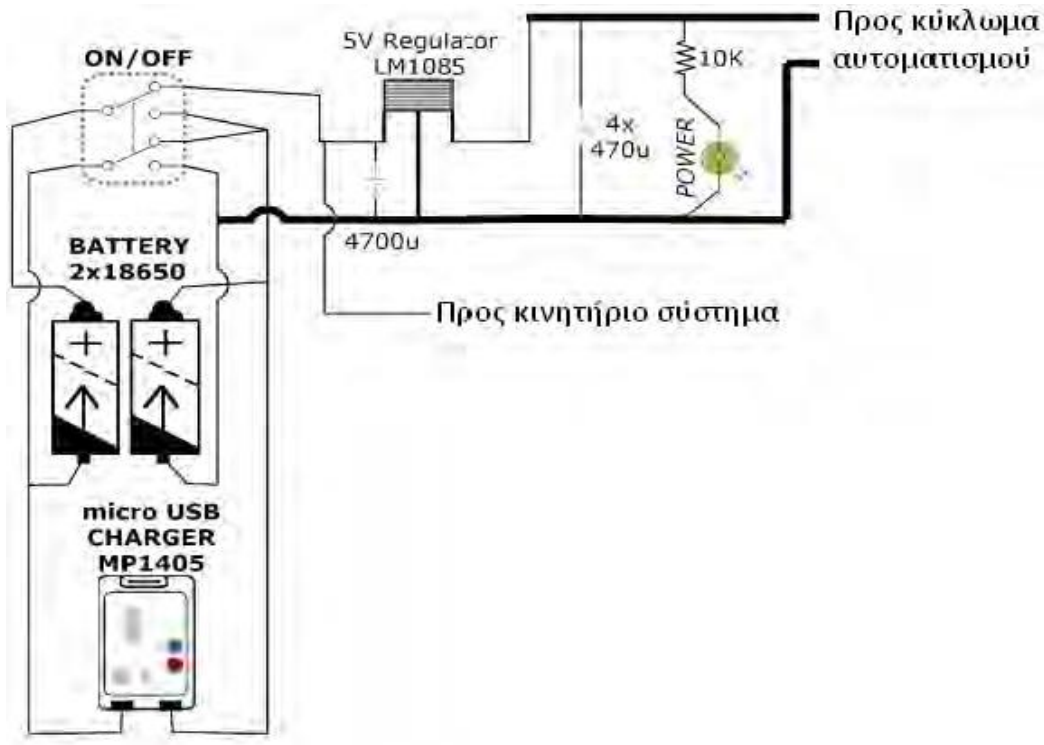 Προς κύκλωμα
αυτοματισμού
5V Regulator
LM1085
ON/OFF
10K
4x
470u
POWER
4700u
BATTERY
2x18650
Προς κινητήριο σύστημα
micro USB
CHARGER
MP1405